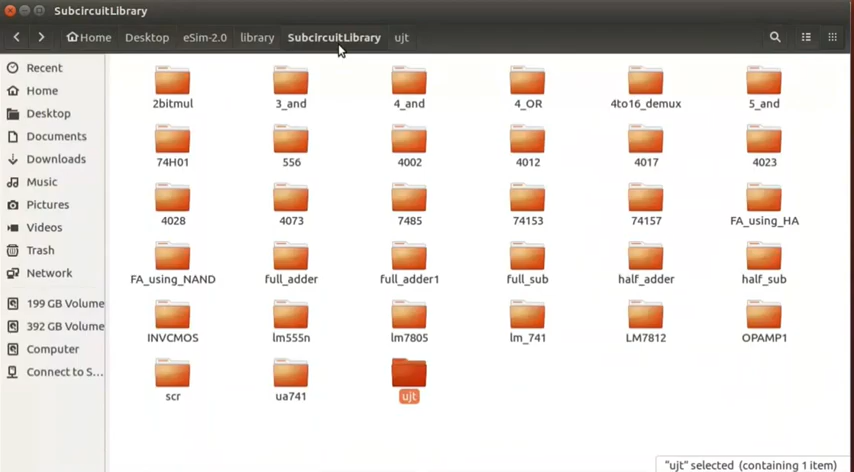 SubcircuitLibrary
Home Desktop eSim-2.0 library SubcircuitLibrary ujt
Recent
Home
Desktop
Documents
Downloads
Music
Pictures
Videos
Trash
Network
199 GB Volume
392 GB Volume
Computer
Connect to S...
2bitmul 3_and 4_and 4_OR 4to16_demux 5_and
74H01 556 4002 4012 4017 4023
4028 4073 7485 74153 74157 FA_using_HA
FA_using_NAND full_adder full_adder1 full_sub half_adder half_sub
INVCMOS lm555n lm7805 lm_741 LM7812 OPAMP1
scr ua741 ujt
"ujt" selected (containing 1 item)